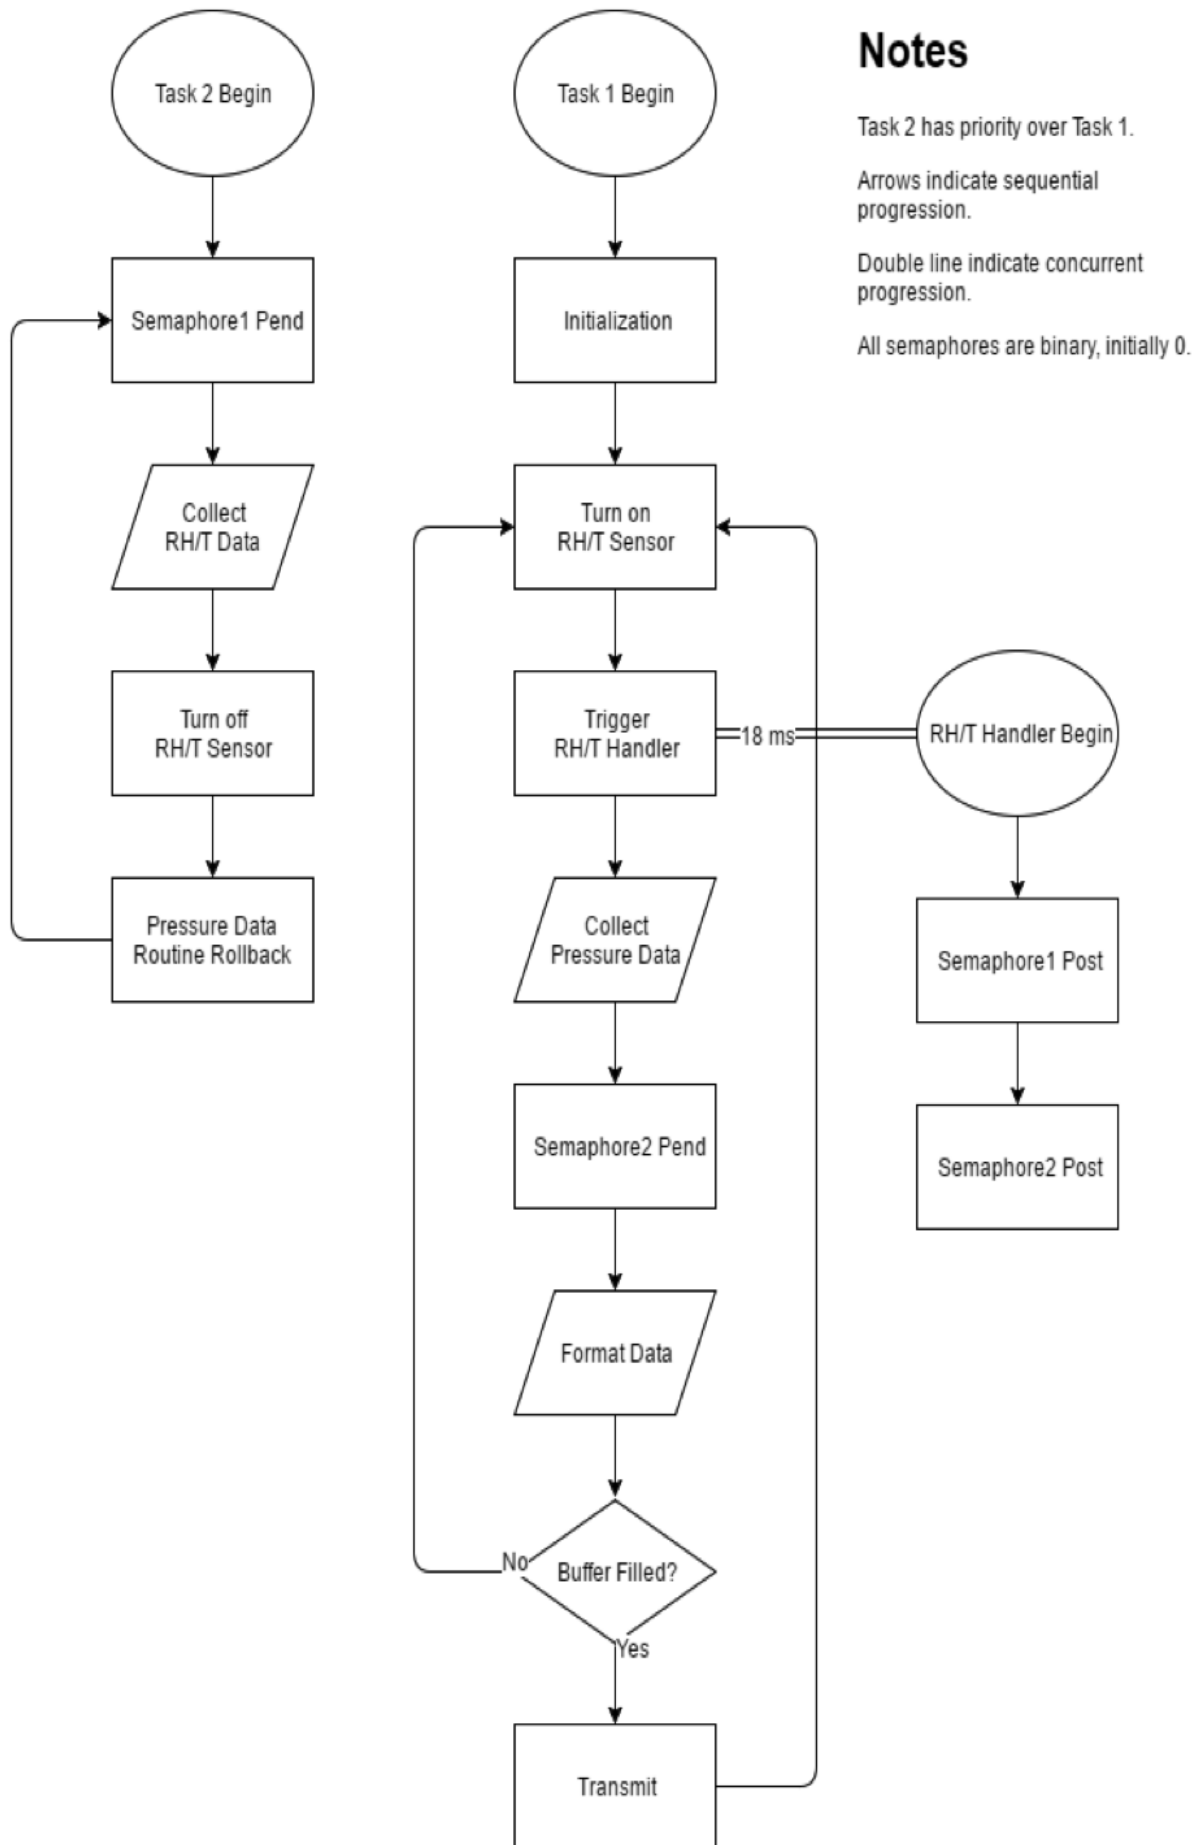 Notes
Task 2 has priority over Task 1.
Arrows indicate sequential
progression.
Double line indicate concurrent
progression.
All semaphores are binary, initially 0.
Task 2 Begin
Semaphore1 Pend
Collect
RH/T Data
Turn off
RH/T Sensor
Pressure Data
Routine Rollback
Task 1 Begin
Initialization
Turn on
RH/T Sensor
Trigger
RH/T Handler
18 ms
Collect
Pressure Data
Semaphore2 Pend
Format Data
Buffer Filled?
No
Yes
Transmit
RH/T Handler Begin
Semaphore1 Post
Semaphore2 Post